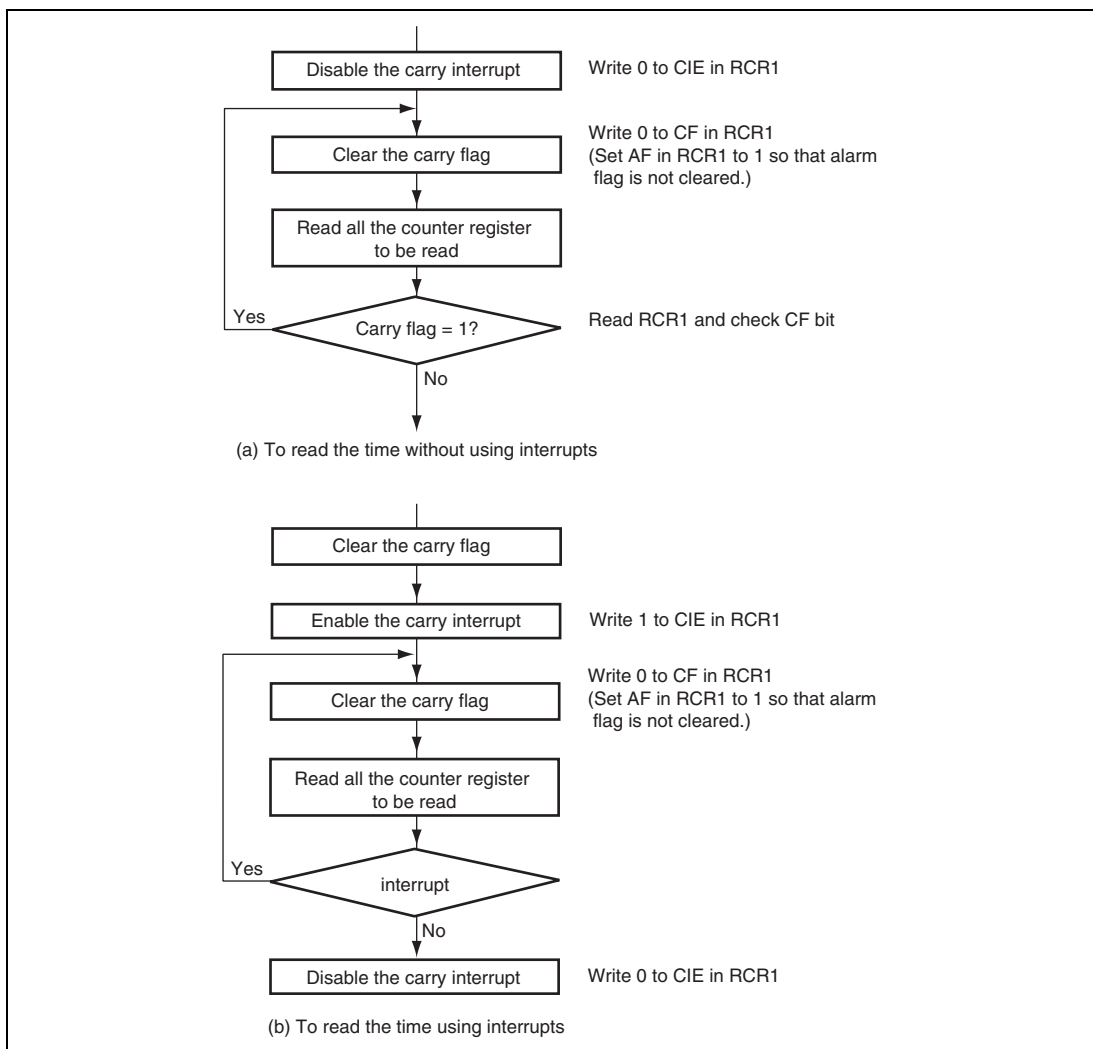 Disable the carry interrupt
Write 0 to CIE in RCR1
Clear the carry flag
Write 0 to CF in RCR1
(Set AF in RCR1 to 1 so that alarm
flag is not cleared.)
Read all the counter register
to be read
Yes
Carry flag = 1?
Read RCR1 and check CF bit
No
(a) To read the time without using interrupts
Clear the carry flag
Enable the carry interrupt
Write 1 to CIE in RCR1
Clear the carry flag
Write 0 to CF in RCR1
(Set AF in RCR1 to 1 so that alarm
flag is not cleared.)
Read all the counter register
to be read
Yes
interrupt
No
Disable the carry interrupt
Write 0 to CIE in RCR1
(b) To read the time using interrupts